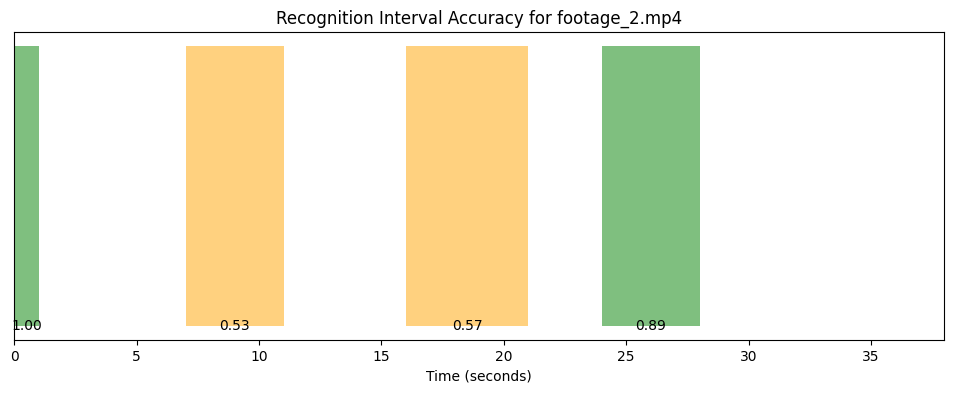 Recognition Interval Accuracy for footage_2.mp4
1.00 0.53 0.57 0.89
0 5 10 15 20 25 30 35
Time (seconds)